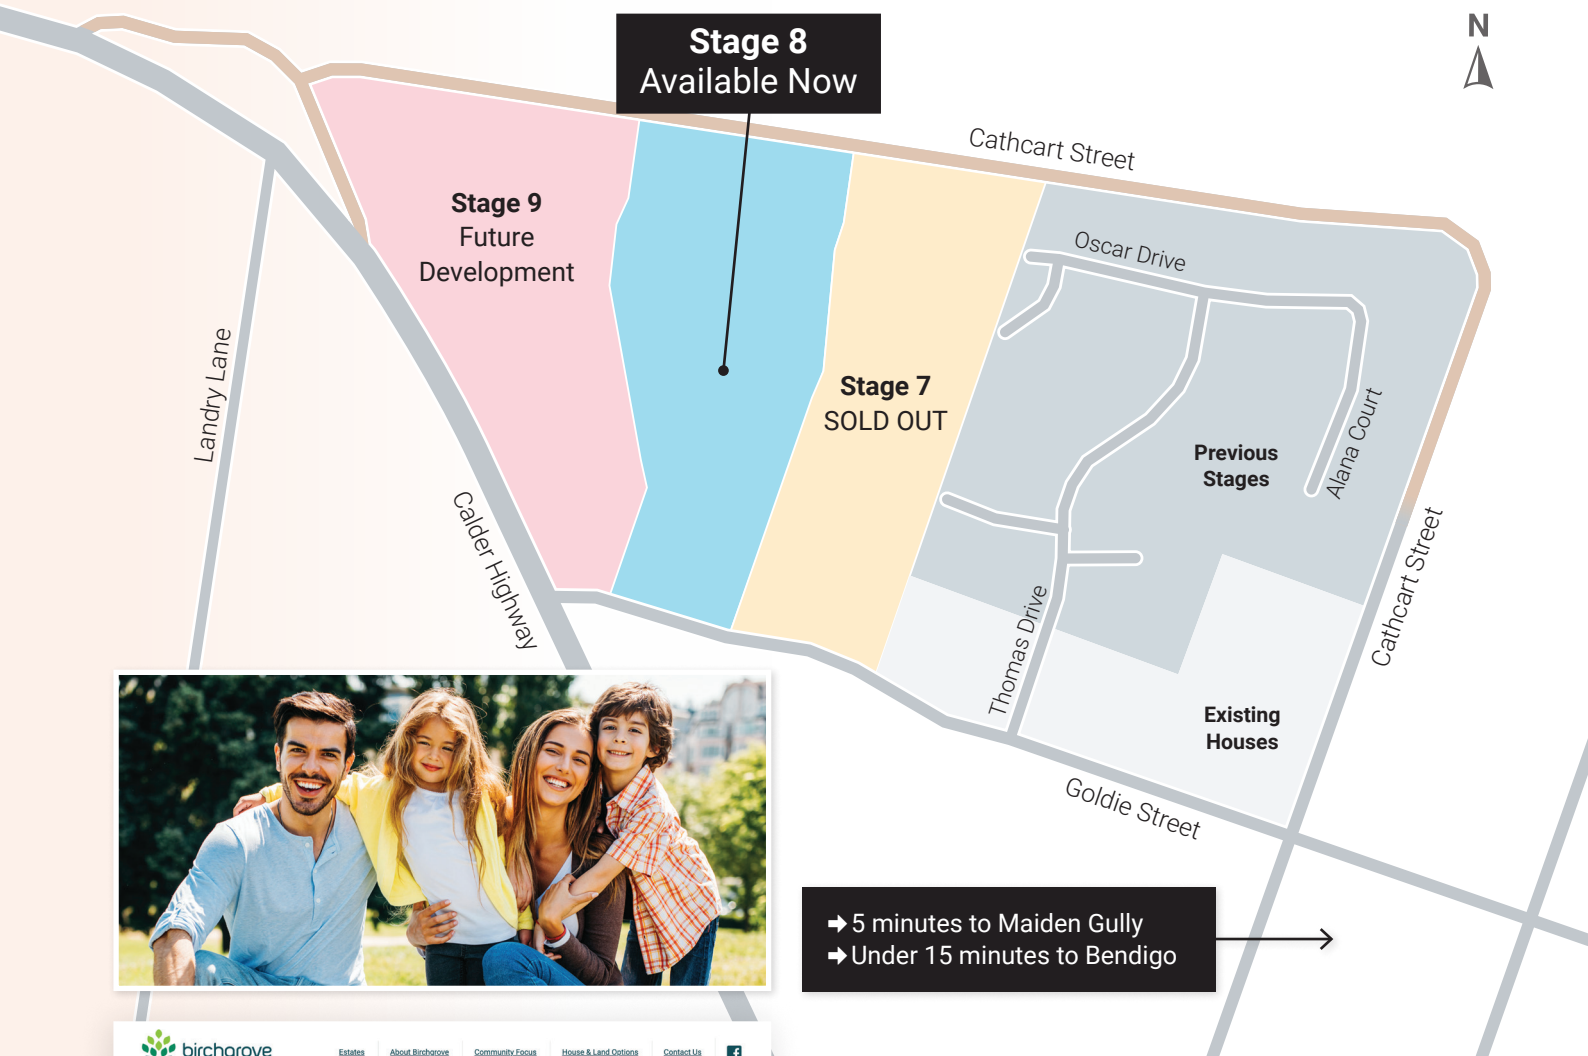 Stage 8
Available Now
N
Cathcart Street
Stage 9
Future
Development
Oscar Drive
Landry Lane
Stage 7
SOLD OUT
Alana Court
Previous
Stages
Calder Highway
Cathcart Street
Thomas Drive
Existing
Houses
Goldie Street
5 minutes to Maiden Gully
Under 15 minutes to Bendigo
birchgrove
Estates
About Birchgrove
Community Focus
House & Land Options
Contact Us